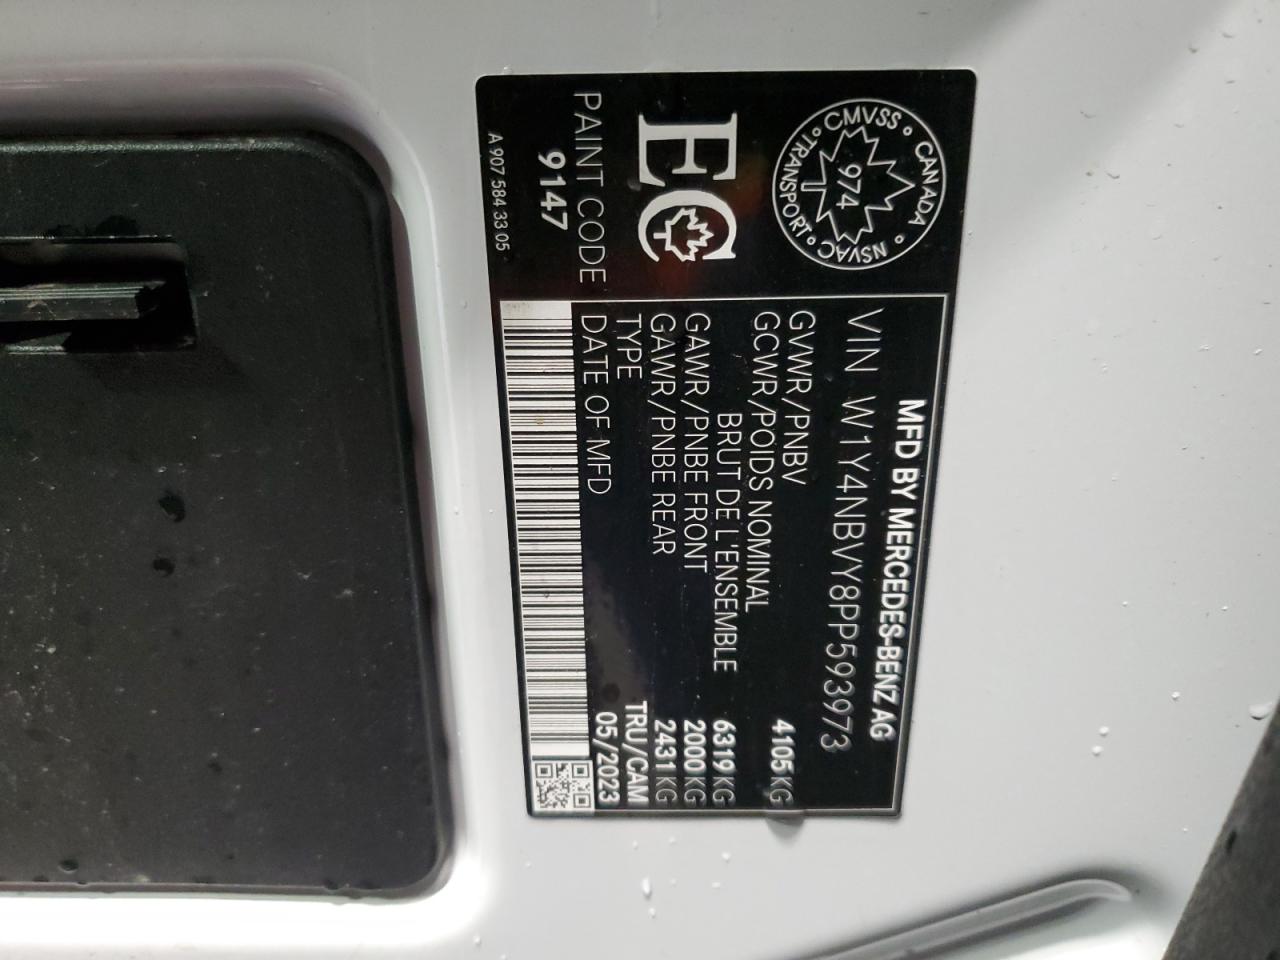 CMVSS • CANADA • NSVAC • TRANSPORT •
974
EC
PAINT CODE
9147
A 907 584 33 05
MFD BY MERCEDES-BENZ AG
VIN W1Y4NBVY8PP593973
GVWR/PNBV 4105 KG
GCWR/POIDS NOMINAL
BRUT DE L'ENSEMBLE 6319 KG
GAWR/PNBE FRONT 2000 KG
GAWR/PNBE REAR 2431 KG
TYPE TRU/CAM
DATE OF MFD 05/2023